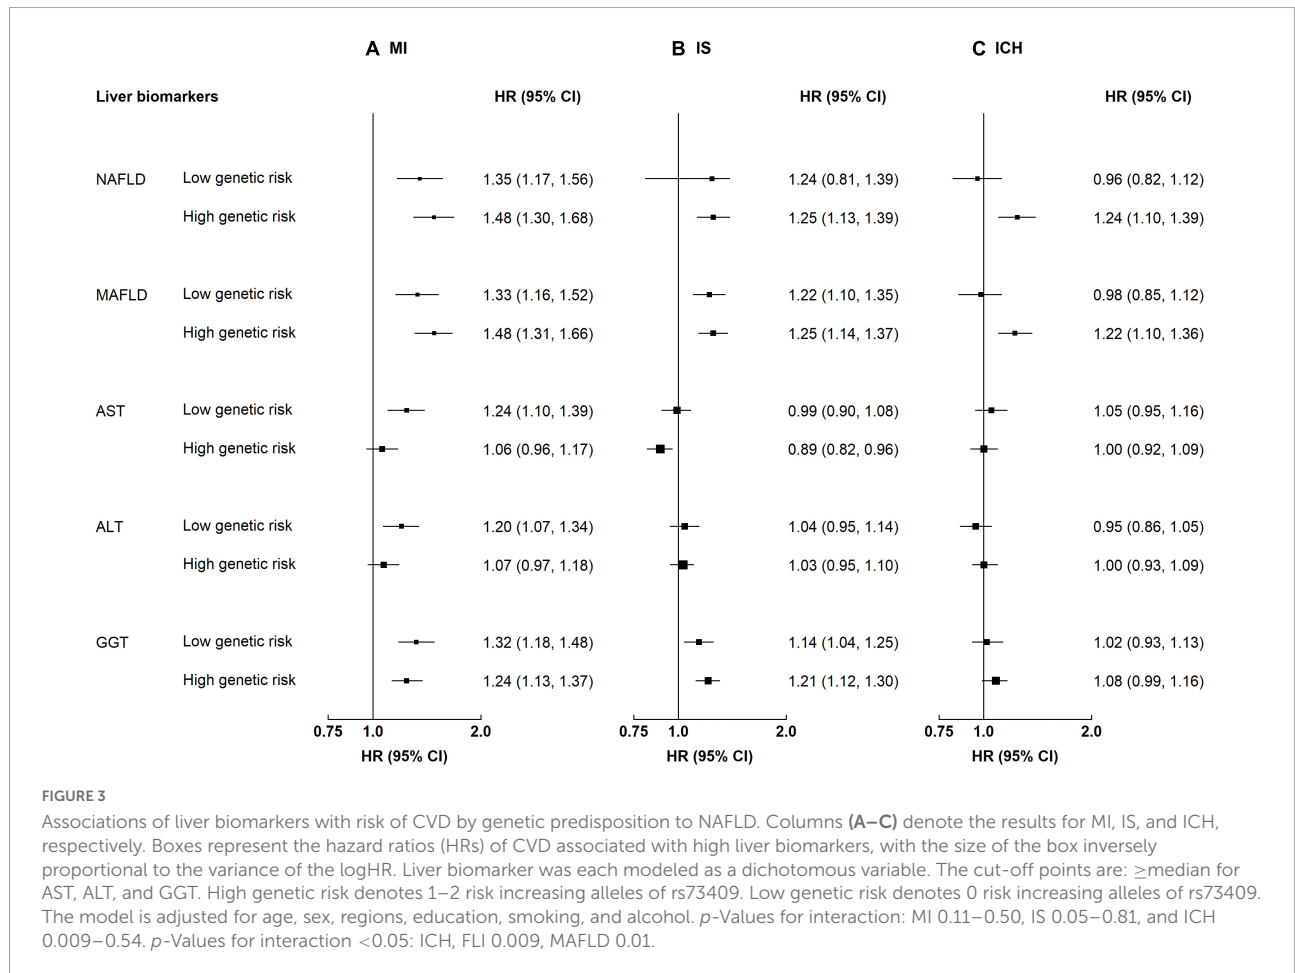 A MI B IS C ICH
Liver biomarkers HR (95% CI) HR (95% CI) HR (95% CI)
NAFLD Low genetic risk 1.35 (1.17, 1.56) 1.24 (0.81, 1.39) 0.96 (0.82, 1.12)
High genetic risk 1.48 (1.30, 1.68) 1.25 (1.13, 1.39) 1.24 (1.10, 1.39)
MAFLD Low genetic risk 1.33 (1.16, 1.52) 1.22 (1.10, 1.35) 0.98 (0.85, 1.12)
High genetic risk 1.48 (1.31, 1.66) 1.25 (1.14, 1.37) 1.22 (1.10, 1.36)
AST Low genetic risk 1.24 (1.10, 1.39) 0.99 (0.90, 1.08) 1.05 (0.95, 1.16)
High genetic risk 1.06 (0.96, 1.17) 0.89 (0.82, 0.96) 1.00 (0.92, 1.09)
ALT Low genetic risk 1.20 (1.07, 1.34) 1.04 (0.95, 1.14) 0.95 (0.86, 1.05)
High genetic risk 1.07 (0.97, 1.18) 1.03 (0.95, 1.10) 1.00 (0.93, 1.09)
GGT Low genetic risk 1.32 (1.18, 1.48) 1.14 (1.04, 1.25) 1.02 (0.93, 1.13)
High genetic risk 1.24 (1.13, 1.37) 1.21 (1.12, 1.30) 1.08 (0.99, 1.16)
0.75 1.0 2.0 0.75 1.0 2.0 0.75 1.0 2.0
HR (95% CI) HR (95% CI) HR (95% CI)
FIGURE 3
Associations of liver biomarkers with risk of CVD by genetic predisposition to NAFLD. Columns (A–C) denote the results for MI, IS, and ICH,
respectively. Boxes represent the hazard ratios (HRs) of CVD associated with high liver biomarkers, with the size of the box inversely
proportional to the variance of the logHR. Liver biomarker was each modeled as a dichotomous variable. The cut-off points are: ≥median for
AST, ALT, and GGT. High genetic risk denotes 1–2 risk increasing alleles of rs73409. Low genetic risk denotes 0 risk increasing alleles of rs73409.
The model is adjusted for age, sex, regions, education, smoking, and alcohol. p-Values for interaction: MI 0.11–0.50, IS 0.05–0.81, and ICH
0.009–0.54. p-Values for interaction <0.05: ICH, FLI 0.009, MAFLD 0.01.